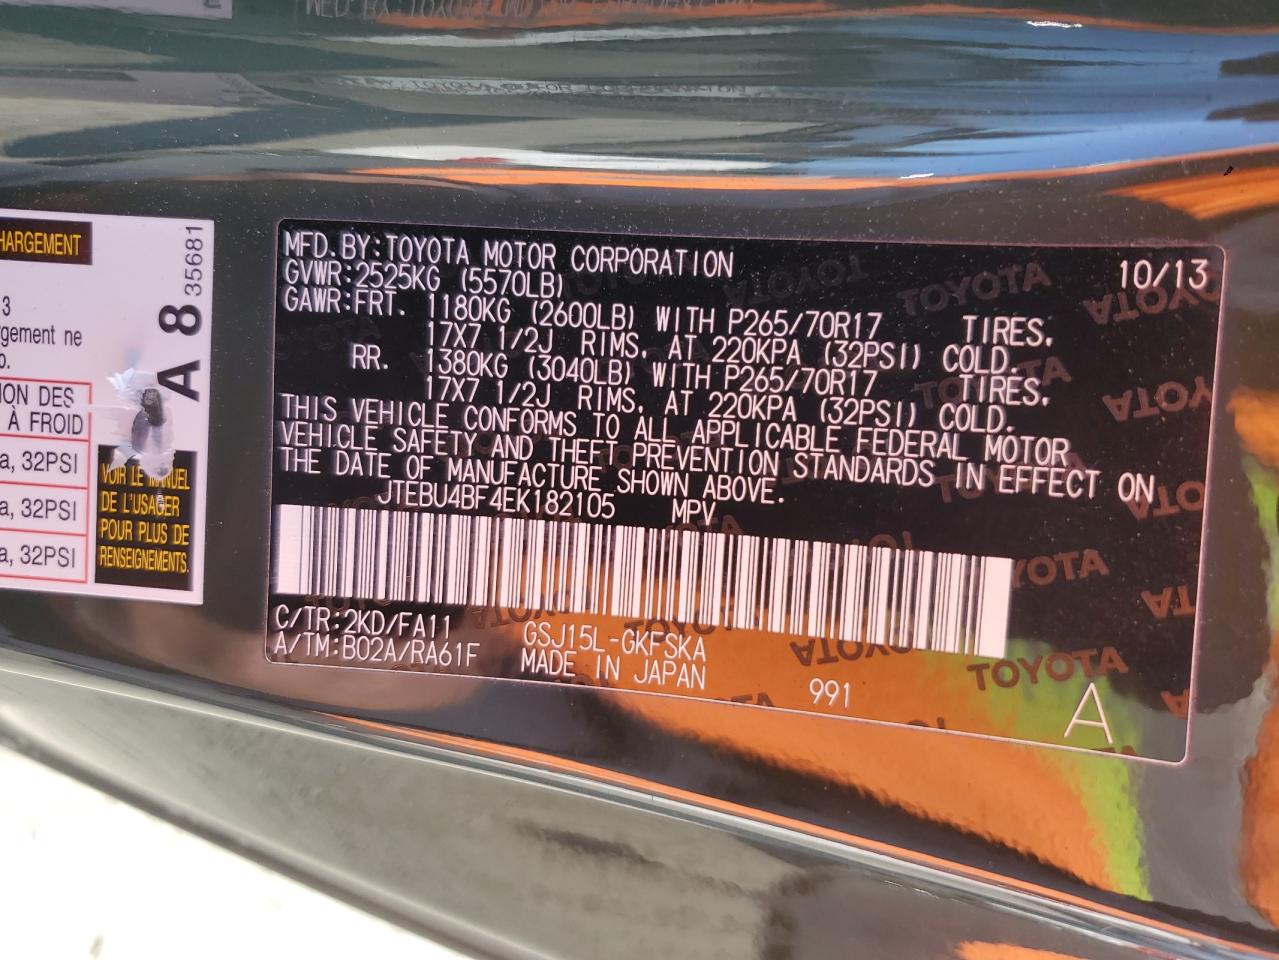 HARGEMENT
3
argement ne
b.
ION DES
À FROID
a, 32PSI
a, 32PSI
a, 32PSI
A 8 35681
VOIR LE MANUEL
DE L'USAGER
POUR PLUS DE
RENSEIGNEMENTS.
MFD. BY: TOYOTA MOTOR CORPORATION 10/13
GVWR: 2525KG (5570LB)
GAWR: FRT. 1180KG (2600LB) WITH P265/70R17 TIRES,
17X7 1/2J RIMS, AT 220KPA (32PSI) COLD.
RR. 1380KG (3040LB) WITH P265/70R17 TIRES,
17X7 1/2J RIMS, AT 220KPA (32PSI) COLD.
THIS VEHICLE CONFORMS TO ALL APPLICABLE FEDERAL MOTOR
VEHICLE SAFETY AND THEFT PREVENTION STANDARDS IN EFFECT ON
THE DATE OF MANUFACTURE SHOWN ABOVE.
JTEBU4BF4EK182105 MPV
C/TR: 2KD/FA11 GSJ15L-GKFSKA
A/TM: B02A/RA61F MADE IN JAPAN 991
A
TOYOTA
TOYOTA
TOYOTA
TOYOTA